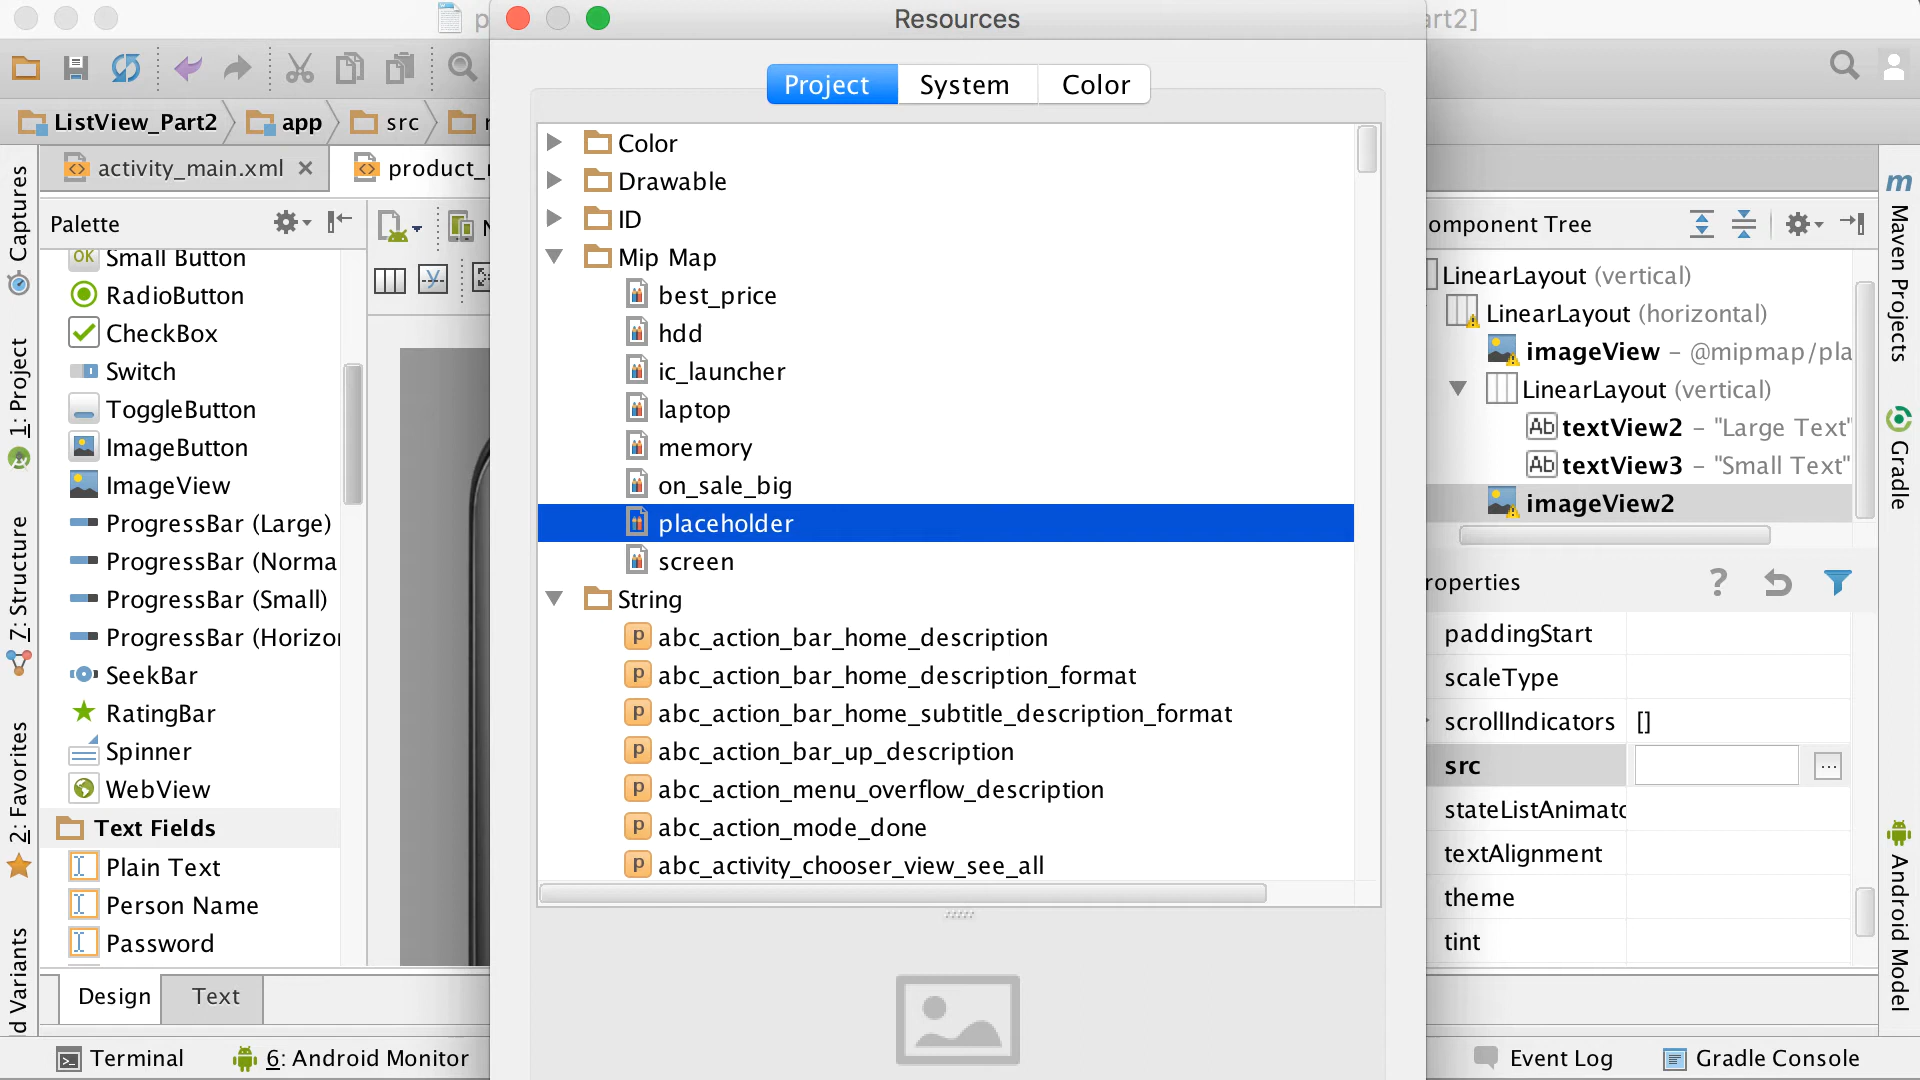 Resources
art2]
ListView_Part2
app
src
activity_main.xml
product_
Project
System
Color
Captures
1: Project
7: Structure
2: Favorites
d Variants
Palette
OK
Small Button
RadioButton
CheckBox
Switch
ToggleButton
ImageButton
ImageView
ProgressBar (Large)
ProgressBar (Norma
ProgressBar (Small)
ProgressBar (Horizo
SeekBar
RatingBar
Spinner
WebView
Text Fields
Plain Text
Person Name
Password
Design
Text
Color
Drawable
ID
Mip Map
best_price
hdd
ic_launcher
laptop
memory
on_sale_big
placeholder
screen
String
abc_action_bar_home_description
abc_action_bar_home_description_format
abc_action_bar_home_subtitle_description_format
abc_action_bar_up_description
abc_action_menu_overflow_description
abc_action_mode_done
abc_activity_chooser_view_see_all
omponent Tree
LinearLayout (vertical)
LinearLayout (horizontal)
imageView – @mipmap/pla
LinearLayout (vertical)
Ab textView2 – "Large Text"
Ab textView3 – "Small Text"
imageView2
roperties
?
paddingStart
scaleType
scrollIndicators []
src
...
stateListAnimato
textAlignment
theme
tint
m
Maven Projects
Gradle
Android Model
Terminal
6: Android Monitor
Event Log
Gradle Console